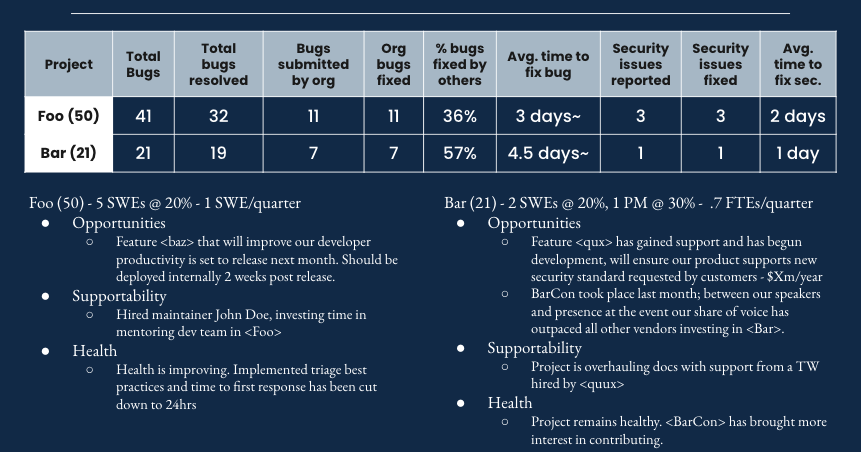 Project | Total Bugs | Total bugs resolved | Bugs submitted by org | Org bugs fixed | % bugs fixed by others | Avg. time to fix bug | Security issues reported | Security issues fixed | Avg. time to fix sec.
Foo (50) | 41 | 32 | 11 | 11 | 36% | 3 days~ | 3 | 3 | 2 days
Bar (21) | 21 | 19 | 7 | 7 | 57% | 4.5 days~ | 1 | 1 | 1 day
Foo (50) - 5 SWEs @ 20% - 1 SWE/quarter
● Opportunities
○ Feature <baz> that will improve our developer
productivity is set to release next month. Should be
deployed internally 2 weeks post release.
● Supportability
○ Hired maintainer John Doe, investing time in
mentoring dev team in <Foo>
● Health
○ Health is improving. Implemented triage best
practices and time to first response has been cut
down to 24hrs
Bar (21) - 2 SWEs @ 20%, 1 PM @ 30% - .7 FTEs/quarter
● Opportunities
○ Feature <qux> has gained support and has begun
development, will ensure our product supports new
security standard requested by customers - $Xm/year
○ BarCon took place last month; between our speakers
and presence at the event our share of voice has
outpaced all other vendors investing in <Bar>.
● Supportability
○ Project is overhauling docs with support from a TW
hired by <quux>
● Health
○ Project remains healthy. <BarCon> has brought more
interest in contributing.